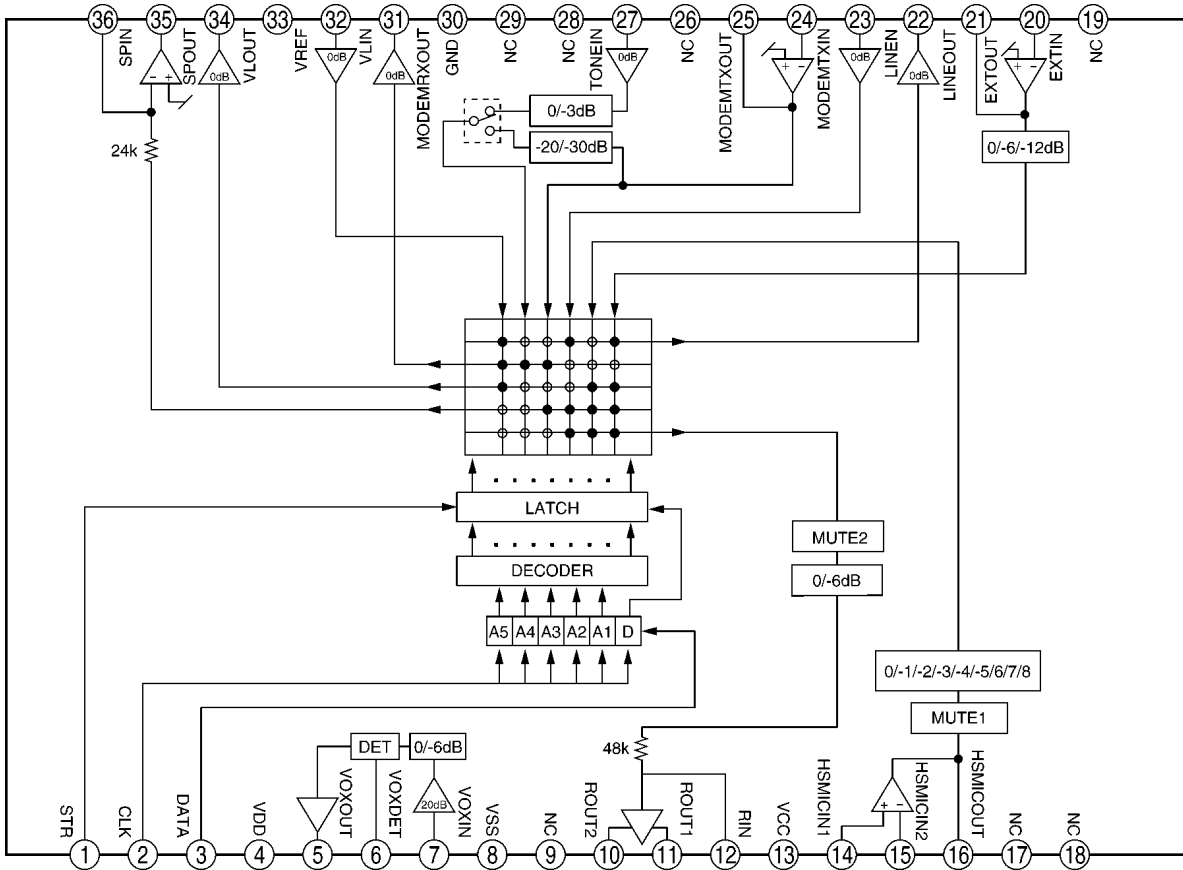 36 35 34 33 32 31 30 29 28 27 26 25 24 23 22 21 20 19
SPIN SPOUT VLOUT VREF VLIN MODEMRXOUT GND NC NC TONEIN NC MODEMTXOUT MODEMTXIN LINEN LINEOUT EXTOUT EXTIN NC
- + 0dB 0dB 0dB 0dB + - 0dB 0dB + -
0/-3dB
-20/-30dB
0/-6/-12dB
24k
LATCH
DECODER
A5 A4 A3 A2 A1 D
MUTE2
0/-6dB
0/-1/-2/-3/-4/-5/6/7/8
MUTE1
48k
DET 0/-6dB
20dB
+ -
STR CLK DATA VDD VOXOUT VOXDET VOXIN VSS NC ROUT2 ROUT1 RIN VCC HSMICIN1 HSMICIN2 HSMICOUT NC NC
1 2 3 4 5 6 7 8 9 10 11 12 13 14 15 16 17 18